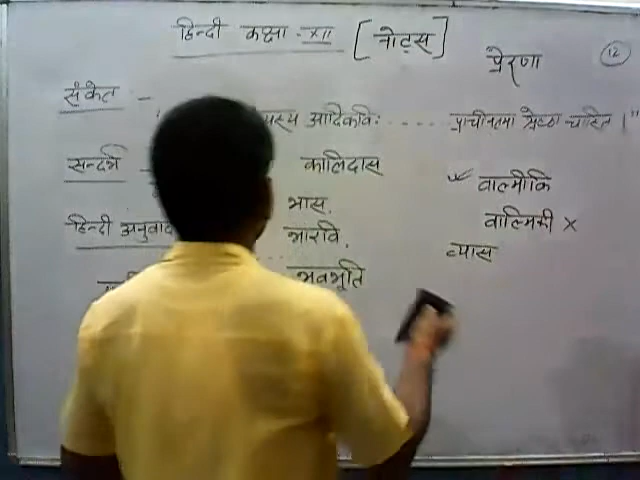 हिन्दी कक्षा - XII [नोट्स]
प्रेरणा
12
संकेत -
आदिकविः .... प्राचीनतमा श्रेष्ठा चास्ति ।"
सन्दर्भ - कालिदास
वाल्मीकि
भास.
वाल्मिकी ×
हिन्दी अनुवाद
भारवि.
व्यास
भवभूति